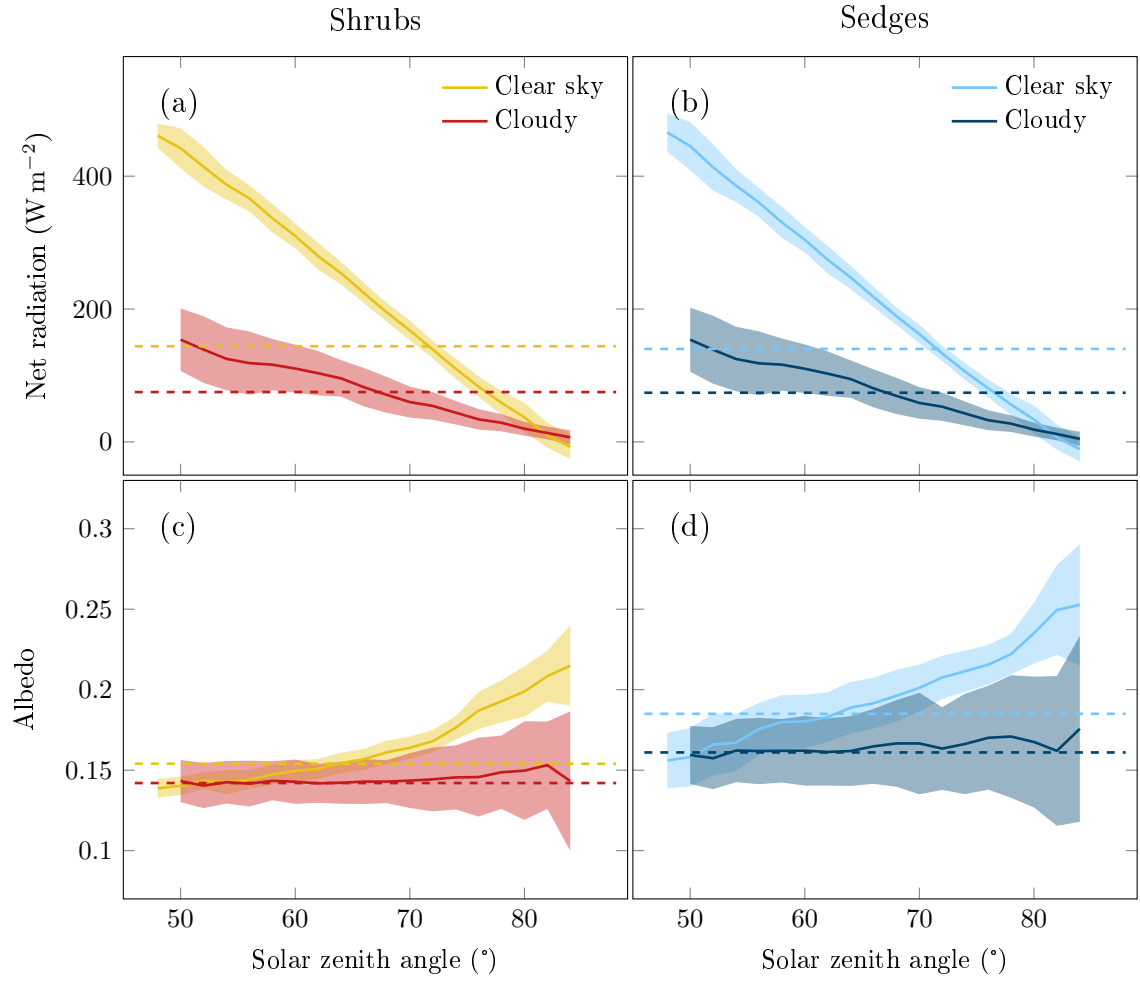 Shrubs
Sedges
(a)
Clear sky
Cloudy
(b)
Clear sky
Cloudy
Net radiation (W m⁻²)
400
200
0
(c)
(d)
Albedo
0.3
0.25
0.2
0.15
0.1
50 60 70 80
50 60 70 80
Solar zenith angle (°)
Solar zenith angle (°)